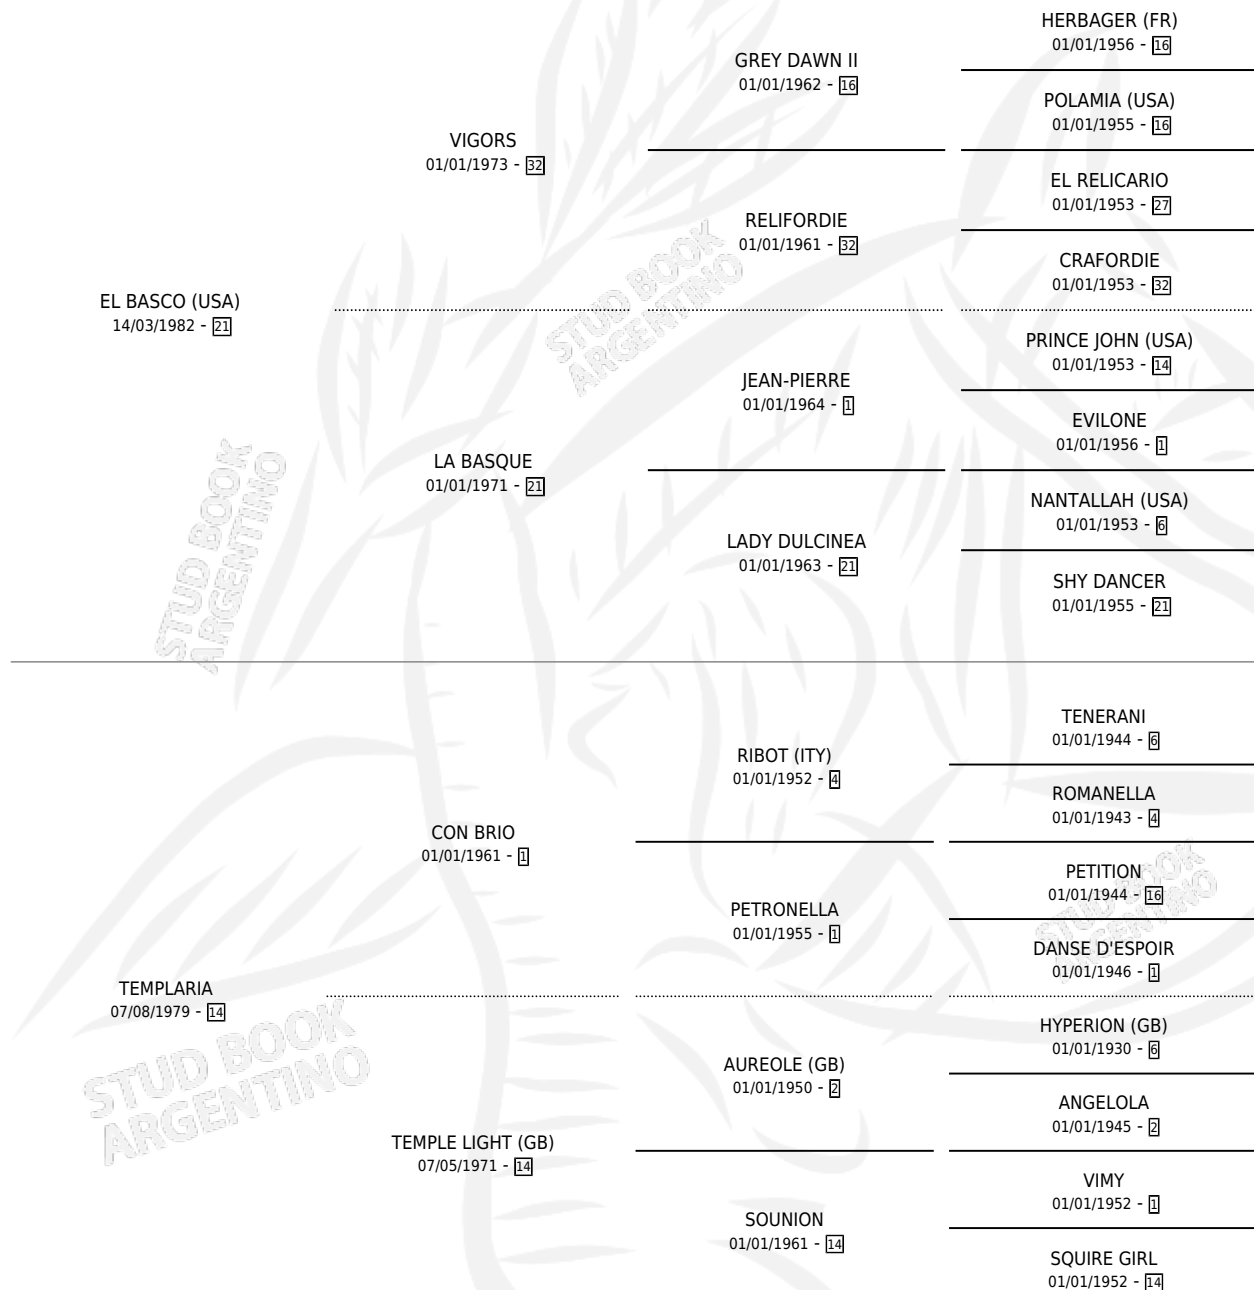 HERBAGER (FR)
01/01/1956 - 16
GREY DAWN II
01/01/1962 - 16
POLAMIA (USA)
01/01/1955 - 16
VIGORS
01/01/1973 - 32
EL RELICARIO
01/01/1953 - 27
RELIFORDIE
01/01/1961 - 32
CRAFORDIE
01/01/1953 - 32
EL BASCO (USA)
14/03/1982 - 21
STUD BOOK
ARGENTINO
PRINCE JOHN (USA)
01/01/1953 - 14
JEAN-PIERRE
01/01/1964 - 1
EVILONE
01/01/1956 - 1
LA BASQUE
01/01/1971 - 21
NANTALLAH (USA)
01/01/1953 - 6
LADY DULCINEA
01/01/1963 - 21
SHY DANCER
01/01/1955 - 21
STUD BOOK
ARGENTINO
TENERANI
01/01/1944 - 6
RIBOT (ITY)
01/01/1952 - 4
ROMANELLA
01/01/1943 - 4
CON BRIO
01/01/1961 - 1
PETITION
01/01/1944 - 16
PETRONELLA
01/01/1955 - 1
STUD BOOK
ARGENTINO
DANSE D'ESPOIR
01/01/1946 - 1
TEMPLARIA
07/08/1979 - 14
HYPERION (GB)
01/01/1930 - 6
AUREOLE (GB)
01/01/1950 - 2
STUD BOOK
ARGENTINO
ANGELOLA
01/01/1945 - 2
TEMPLE LIGHT (GB)
07/05/1971 - 14
VIMY
01/01/1952 - 1
SOUNION
01/01/1961 - 14
SQUIRE GIRL
01/01/1952 - 14